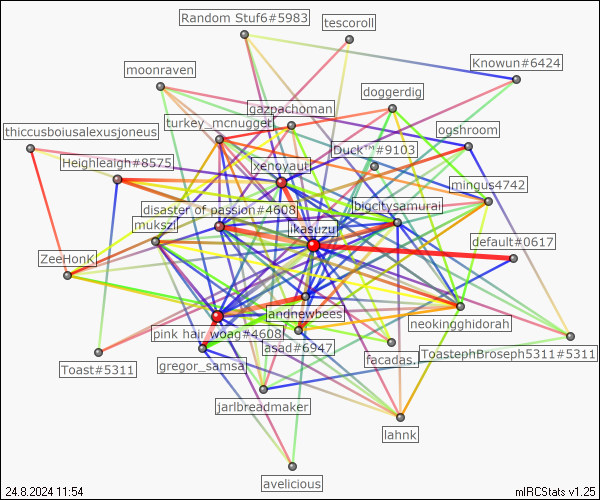 Random Stuf6#5983
tescoroll
Knowun#6424
moonraven
doggerdig
gazpachoman
turkey_mcnugget
ogshroom
thiccusboiusalexusjoneus
Duck™#9103
Heighleaigh#8575
xenoyaut
mingus4742
disaster of passion#4608
bigcitysamurai
mukszi
ikasuzu
default#0617
ZeeHonk
andnewbees
neokingghidorah
pink hair woag#4608
asad#6947
facadas.
ToastephBroseph5311#5311
Toast#5311
gregor_samsa
jarlbreadmaker
lahnk
avelicious
24.8.2024 11:54
mIRCStats v1.25